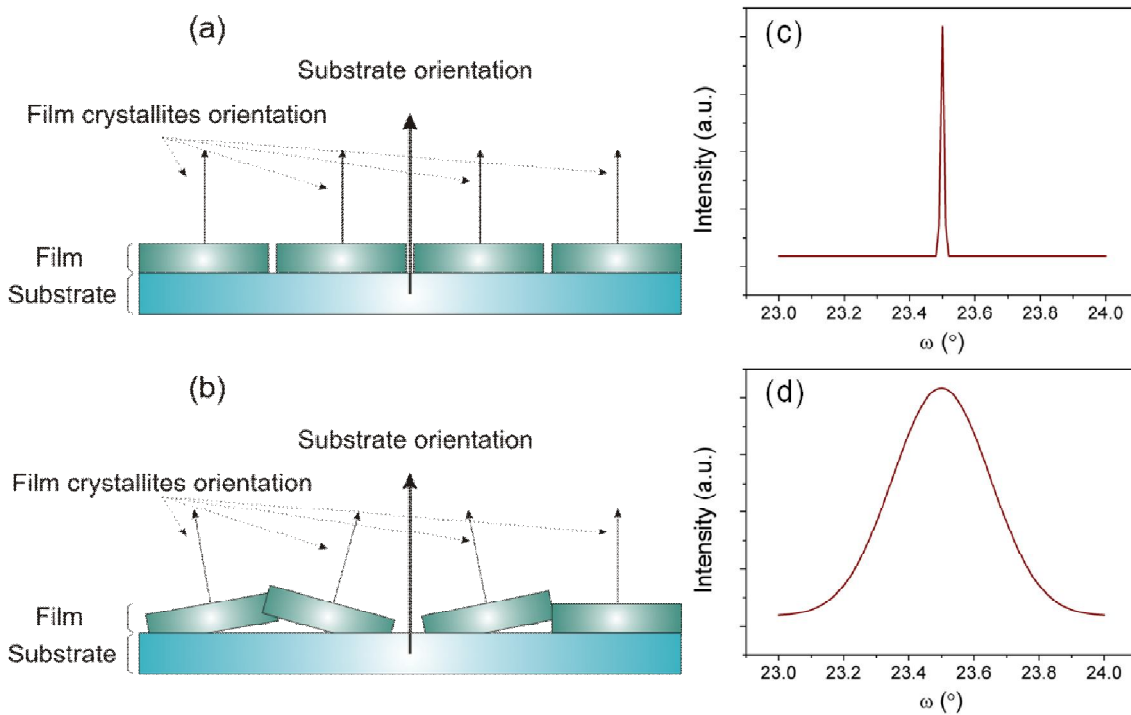 (a)
Substrate orientation
Film crystallites orientation
Film
Substrate
(b)
Substrate orientation
Film crystallites orientation
Film
Substrate
(c)
Intensity (a.u.)
23.0 23.2 23.4 23.6 23.8 24.0
ω (°)
(d)
Intensity (a.u.)
23.0 23.2 23.4 23.6 23.8 24.0
ω (°)